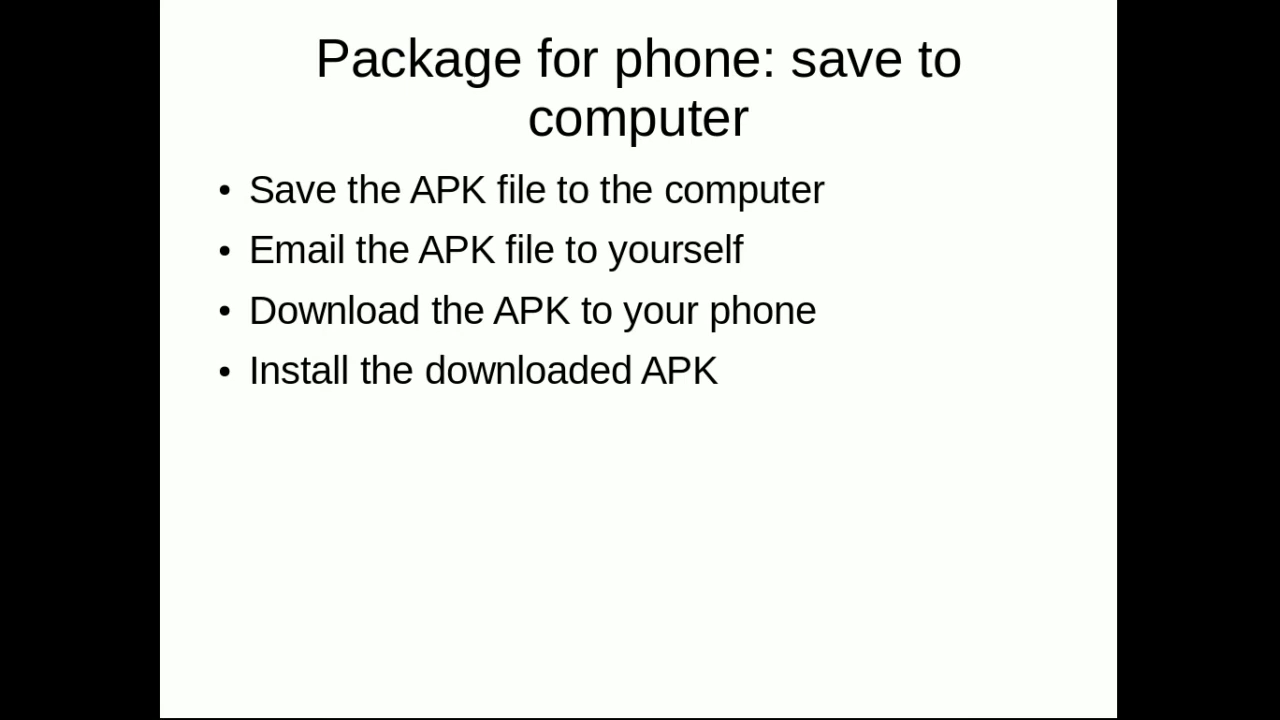 Package for phone: save to
computer
• Save the APK file to the computer
• Email the APK file to yourself
• Download the APK to your phone
• Install the downloaded APK